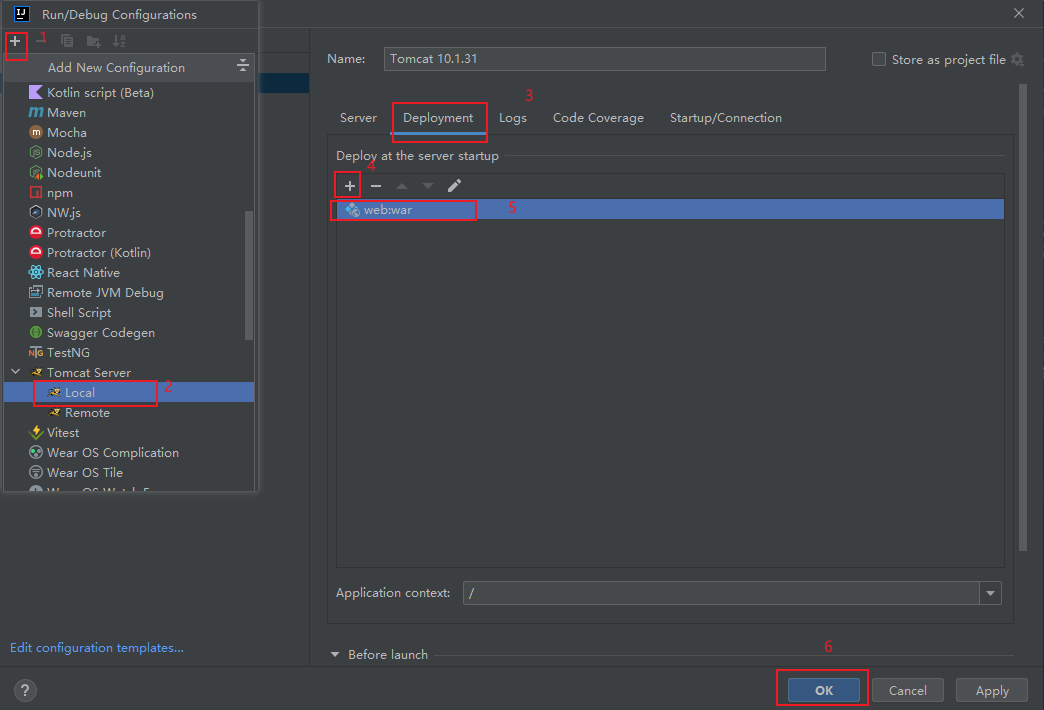 Run/Debug Configurations
1
Add New Configuration
Kotlin script (Beta)
Maven
Mocha
Node.js
Nodeunit
npm
NW.js
Protractor
Protractor (Kotlin)
React Native
Remote JVM Debug
Shell Script
Swagger Codegen
TestNG
Tomcat Server
Local 2
Remote
Vitest
Wear OS Complication
Wear OS Tile
Edit configuration templates...
Name: Tomcat 10.1.31 Store as project file
3
Server Deployment Logs Code Coverage Startup/Connection
Deploy at the server startup
4
web:war 5
Application context: /
Before launch
6
? OK Cancel Apply